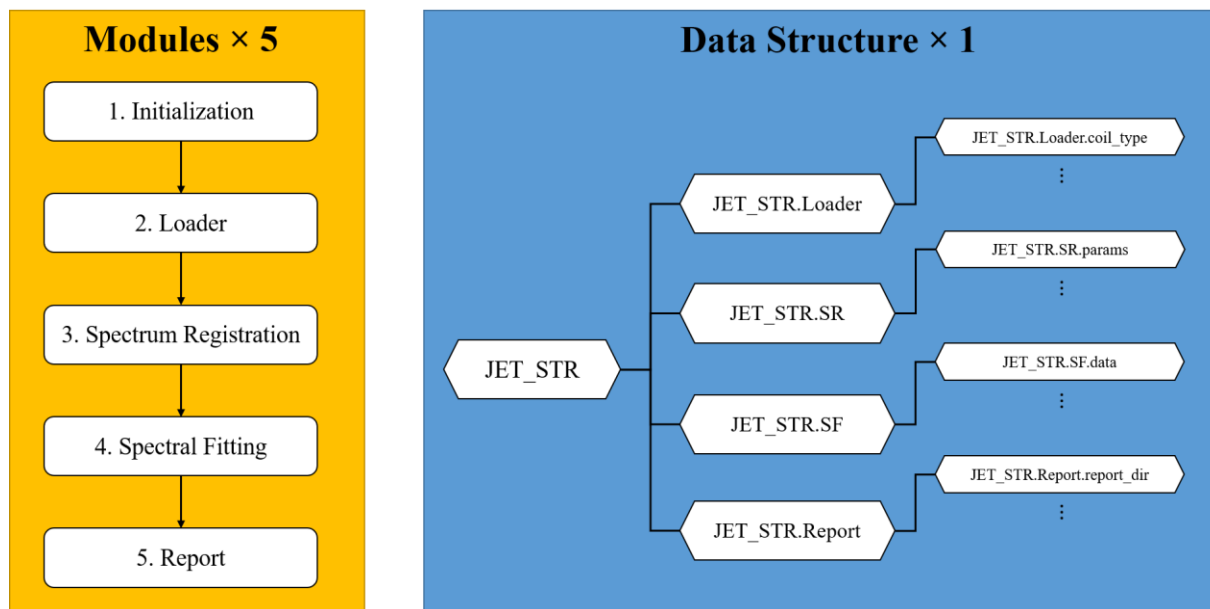 Modules × 5
1. Initialization
2. Loader
3. Spectrum Registration
4. Spectral Fitting
5. Report
Data Structure × 1
JET_STR
JET_STR.Loader
JET_STR.SR
JET_STR.SF
JET_STR.Report
JET_STR.Loader.coil_type
⋮
JET_STR.SR.params
⋮
JET_STR.SF.data
⋮
JET_STR.Report.report_dir
⋮